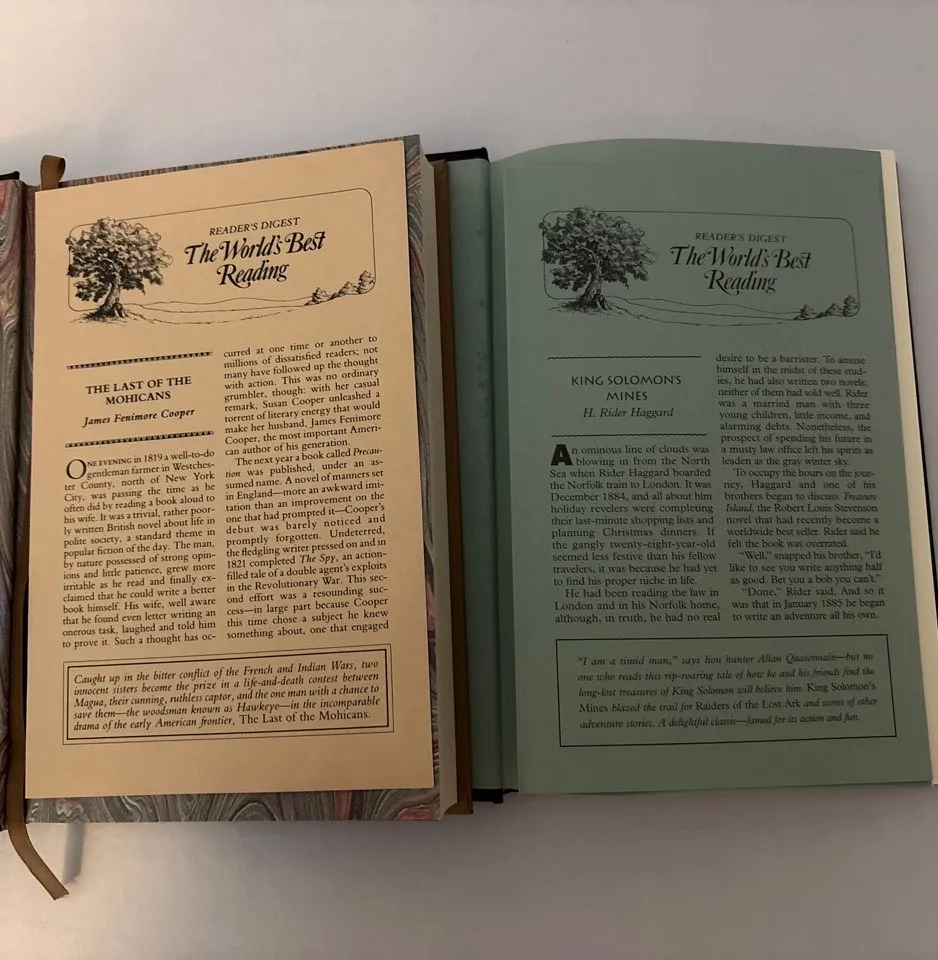 READER'S DIGEST
The World's Best
Reading
THE LAST OF THE
MOHICANS
James Fenimore Cooper
ONE EVENING in 1819 a well-to-do
gentleman farmer in Westches-
ter County, north of New York
City, was passing the time as he
often did by reading a book aloud to
his wife. It was a trivial, rather poor-
ly written British novel about life in
polite society, a standard theme in
popular fiction of the day. The man,
by nature possessed of strong opin-
ions and little patience, grew more
irritable as he read and finally ex-
claimed that he could write a better
book himself. His wife, well aware
that he found even letter writing an
onerous task, laughed and told him
to prove it. Such a thought has oc-
curred at one time or another to
millions of dissatisfied readers; not
many have followed up the thought
with action. This was no ordinary
grumbler, though: with her casual
remark, Susan Cooper unleashed a
torrent of literary energy that would
make her husband, James Fenimore
Cooper, the most important Ameri-
can author of his generation.
The next year a book called Precau-
tion was published, under an as-
sumed name. A novel of manners set
in England—more an awkward imi-
tation than an improvement on the
one that had prompted it—Cooper's
debut was barely noticed and
promptly forgotten. Undeterred,
the fledgling writer pressed on and in
1821 completed The Spy, an action-
filled tale of a double agent's exploits
in the Revolutionary War. This sec-
ond effort was a resounding suc-
cess—in large part because Cooper
this time chose a subject he knew
something about, one that engaged
Caught up in the bitter conflict of the French and Indian Wars, two
innocent sisters become the prize in a life-and-death contest between
Magua, their cunning, ruthless captor, and the one man with a chance to
save them—the woodsman known as Hawkeye—in the incomparable
drama of the early American frontier, The Last of the Mohicans.
READER'S DIGEST
The World's Best
Reading
KING SOLOMON'S
MINES
H. Rider Haggard
An ominous line of clouds was
blowing in from the North
Sea when Rider Haggard boarded
the Norfolk train to London. It was
December 1884, and all about him
holiday revelers were completing
their last-minute shopping lists and
planning Christmas dinners. If
the gangly twenty-eight-year-old
seemed less festive than his fellow
travelers, it was because he had yet
to find his proper niche in life.
He had been reading the law in
London and in his Norfolk home,
although, in truth, he had no real
desire to be a barrister. To amuse
himself in the midst of these stud-
ies, he had also written two novels;
neither of them had sold well. Rider
was a married man with three
young children, little income, and
alarming debts. Nonetheless, the
prospect of spending his future in
a musty law office left his spirits as
leaden as the gray winter sky.
To occupy the hours on the jour-
ney, Haggard and one of his
brothers began to discuss Treasure
Island, the Robert Louis Stevenson
novel that had recently become a
worldwide best seller. Rider said he
felt the book was overrated.
"Well," snapped his brother, "I'd
like to see you write anything half
as good. Bet you a bob you can't."
"Done," Rider said. And so it
was that in January 1885 he began
to write an adventure all his own.
"I am a timid man," says lion hunter Allan Quatermain—but no
one who reads this rip-roaring tale of how he and his friends find the
long-lost treasures of King Solomon will believe him. King Solomon's
Mines blazed the trail for Raiders of the Lost Ark and scores of other
adventure stories. A delightful classic—famed for its action and fun.